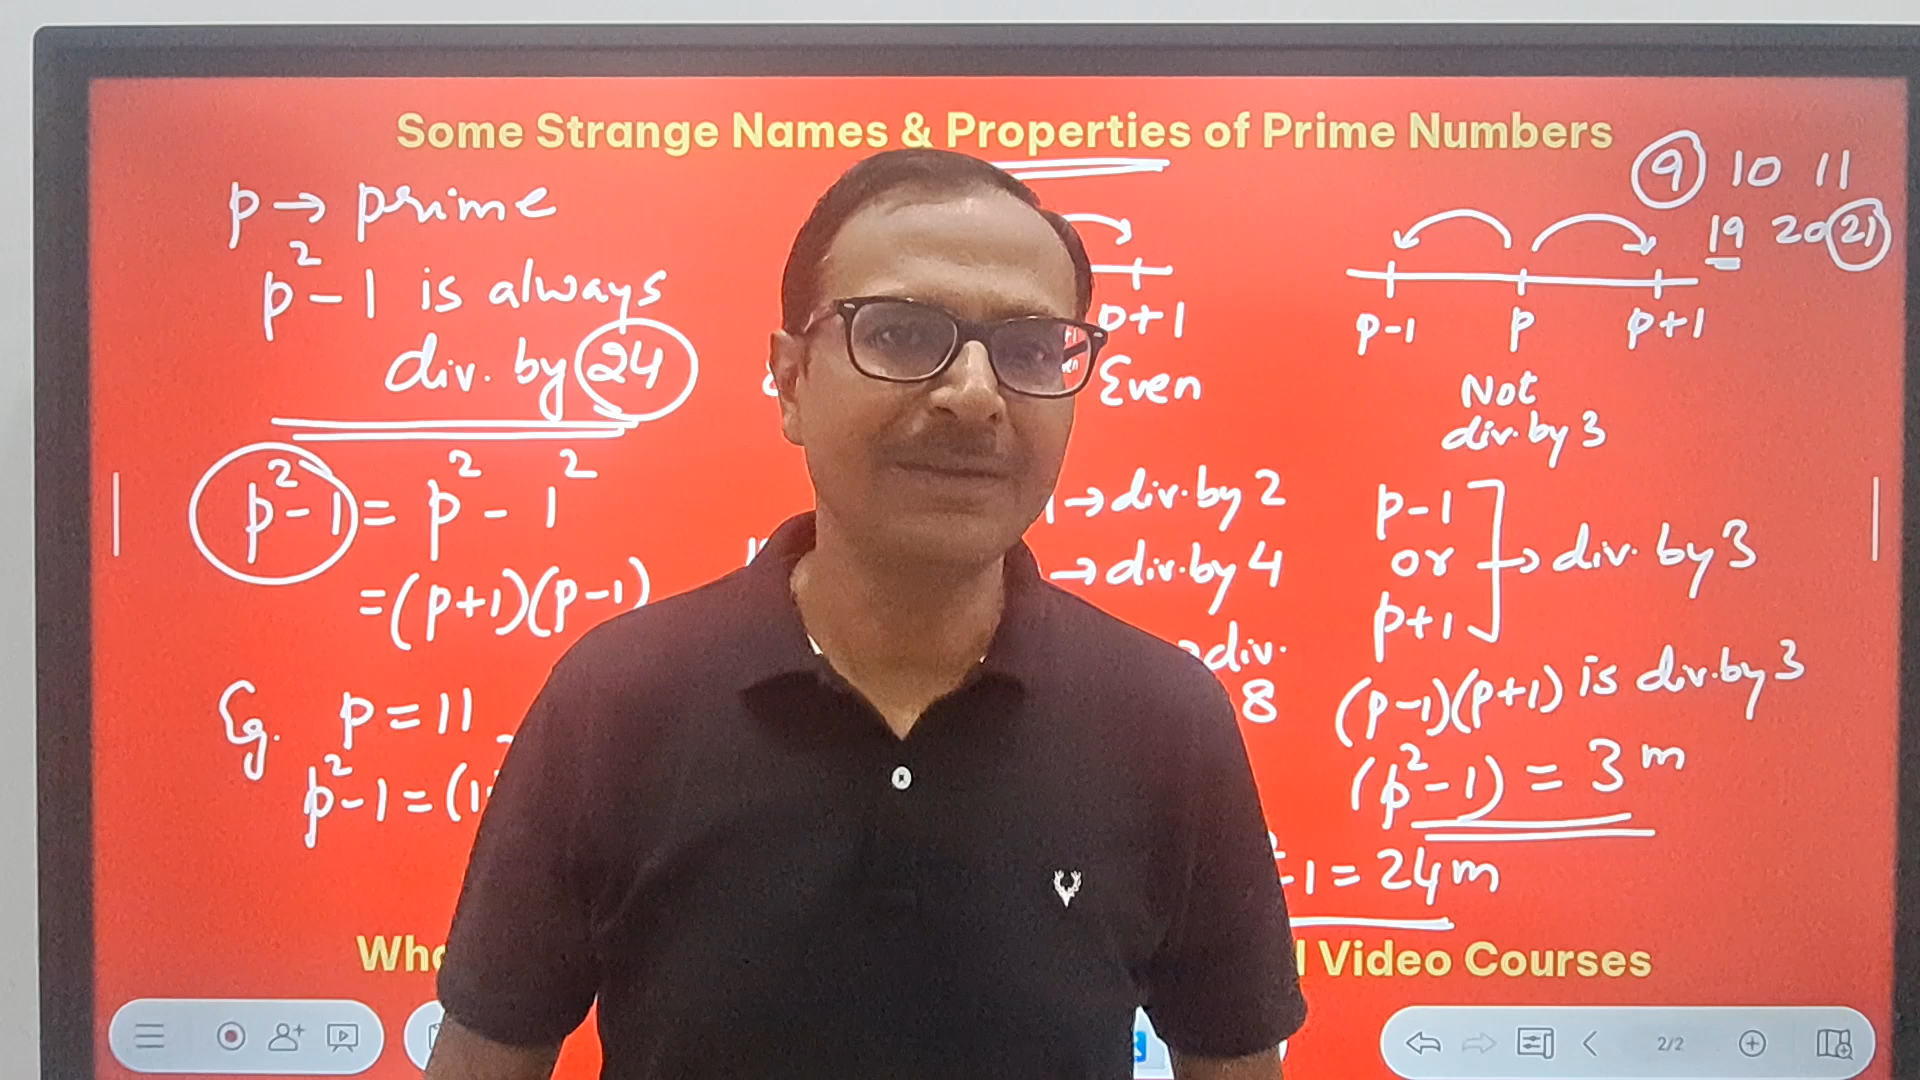 Some Strange Names & Properties of Prime Numbers
p → prime
p²-1 is always
div. by 24
p²-1 = p² - 1²
=(p+1)(p-1)
Eg. p=11
p²-1=(11
p+1
Even
→div.by 2
→div.by 4
→div.
8
9 10 11
19 20 21
p-1 p p+1
Not
div.by 3
p-1
or → div. by 3
p+1
(p-1)(p+1) is div.by 3
(p²-1) = 3m
-1=24m
Video Courses
2/2